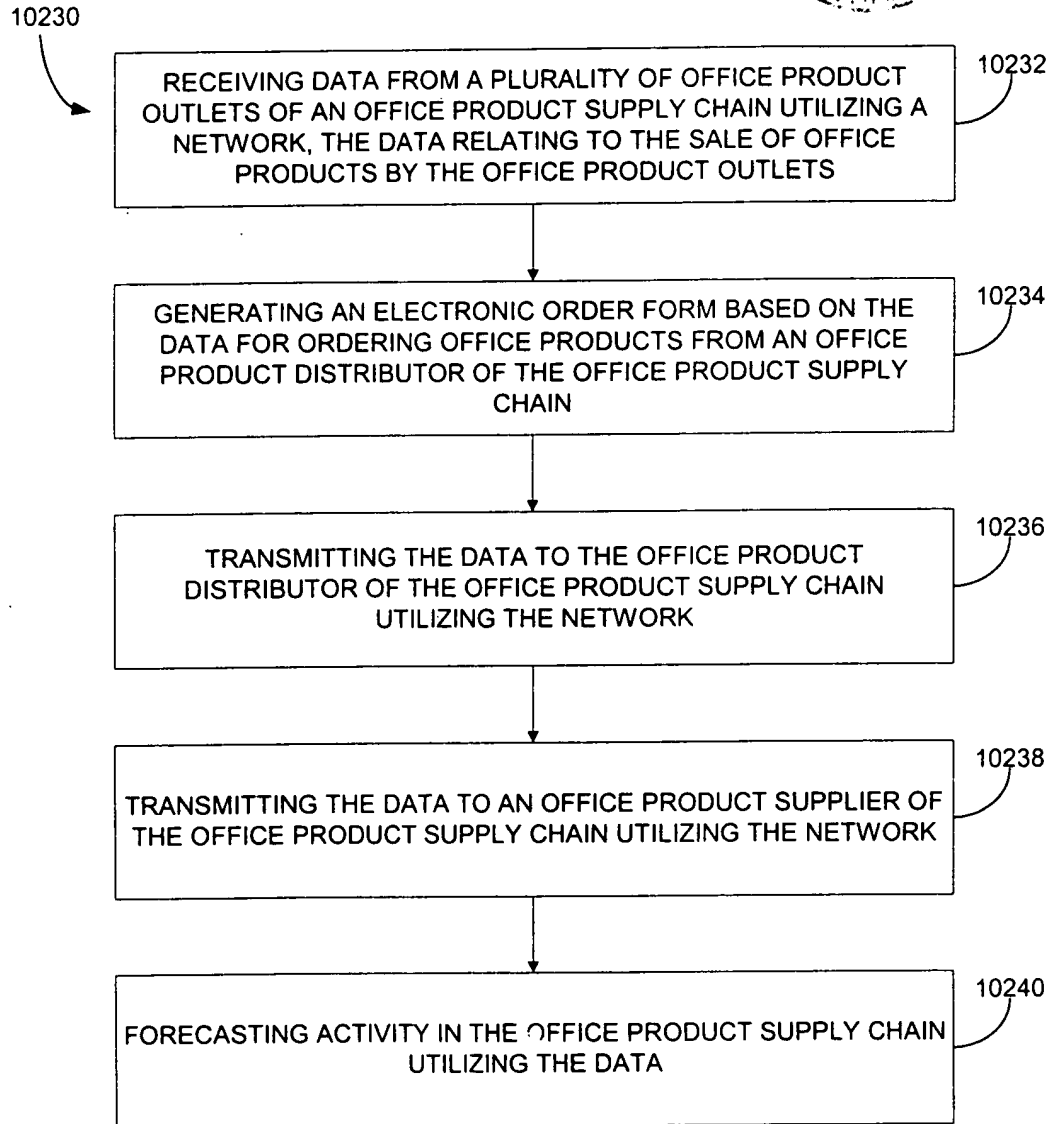 10230
RECEIVING DATA FROM A PLURALITY OF OFFICE PRODUCT
OUTLETS OF AN OFFICE PRODUCT SUPPLY CHAIN UTILIZING A
NETWORK, THE DATA RELATING TO THE SALE OF OFFICE
PRODUCTS BY THE OFFICE PRODUCT OUTLETS
10232
GENERATING AN ELECTRONIC ORDER FORM BASED ON THE
DATA FOR ORDERING OFFICE PRODUCTS FROM AN OFFICE
PRODUCT DISTRIBUTOR OF THE OFFICE PRODUCT SUPPLY
CHAIN
10234
TRANSMITTING THE DATA TO THE OFFICE PRODUCT
DISTRIBUTOR OF THE OFFICE PRODUCT SUPPLY CHAIN
UTILIZING THE NETWORK
10236
TRANSMITTING THE DATA TO AN OFFICE PRODUCT SUPPLIER OF
THE OFFICE PRODUCT SUPPLY CHAIN UTILIZING THE NETWORK
10238
FORECASTING ACTIVITY IN THE OFFICE PRODUCT SUPPLY CHAIN
UTILIZING THE DATA
10240